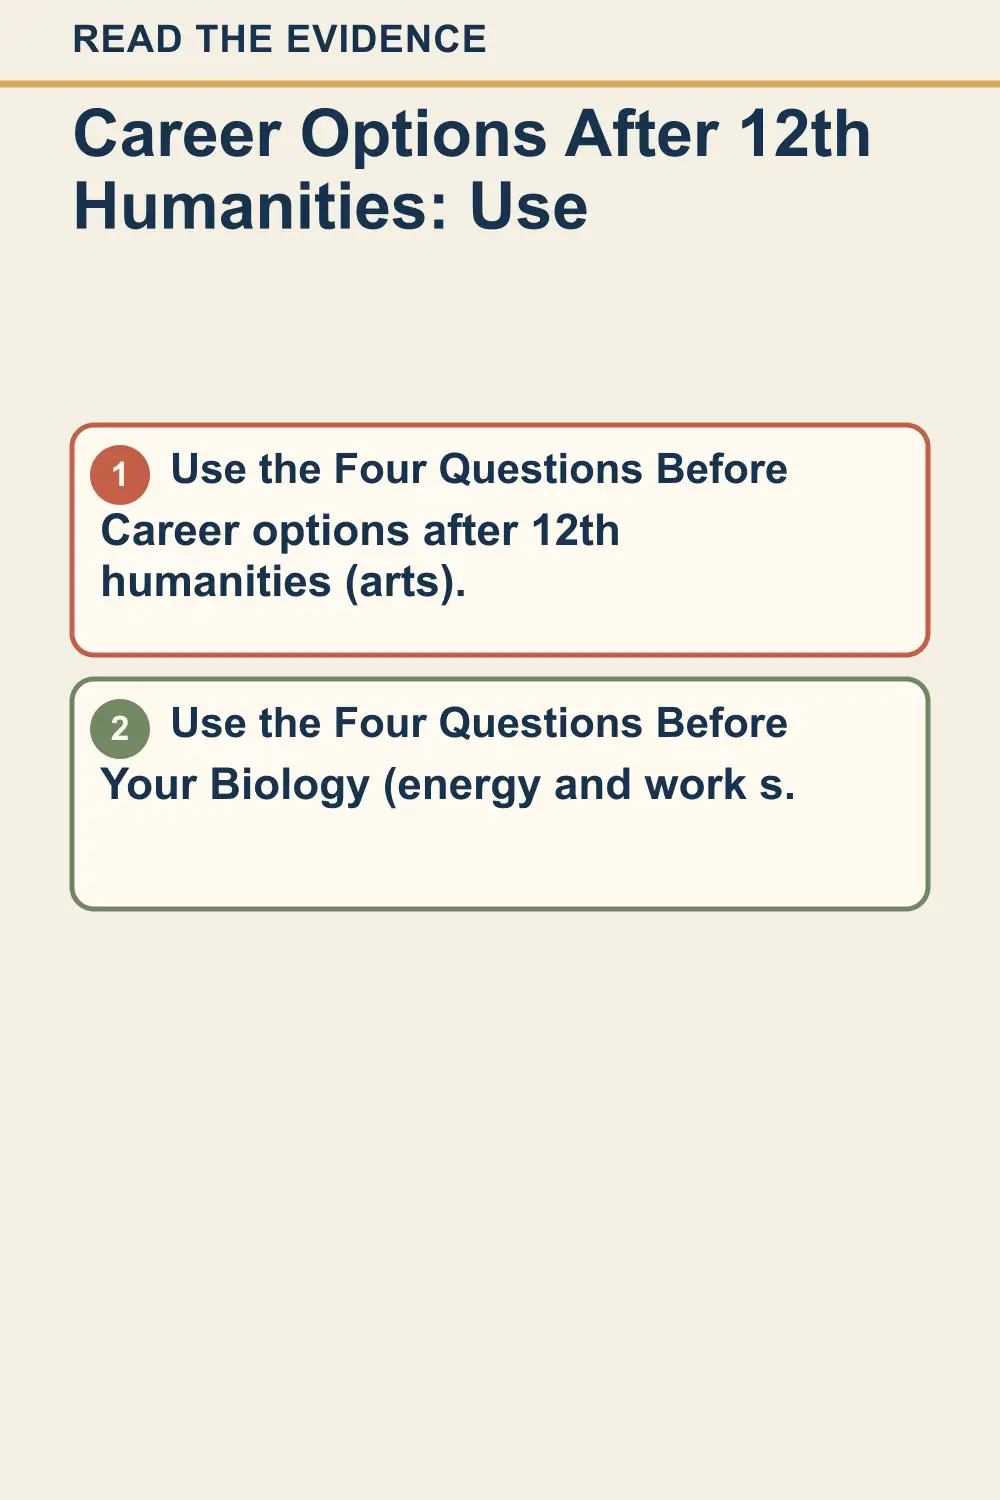 READ THE EVIDENCE
Career Options After 12th
Humanities: Use
1 Use the Four Questions Before
Career options after 12th
humanities (arts).
2 Use the Four Questions Before
Your Biology (energy and work s.